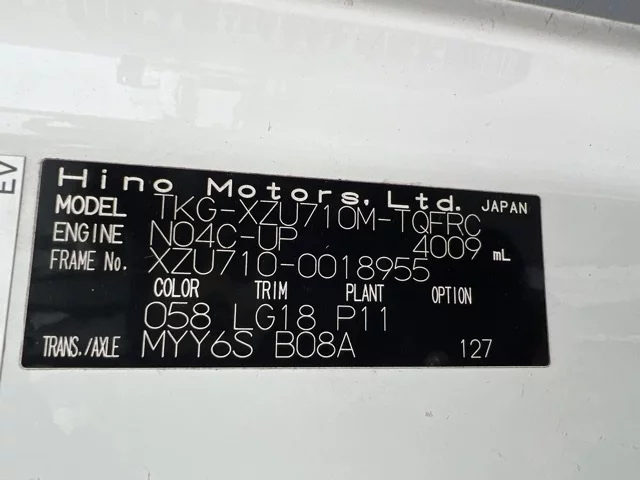 EV
Hino Motors, Ltd. JAPAN
MODEL TKG-XZU710M-TQFRC
ENGINE N04C-UP 4009 mL
FRAME No. XZU710-0018955
COLOR TRIM PLANT OPTION
058 LG18 P11
TRANS./AXLE MYY6S B08A 127